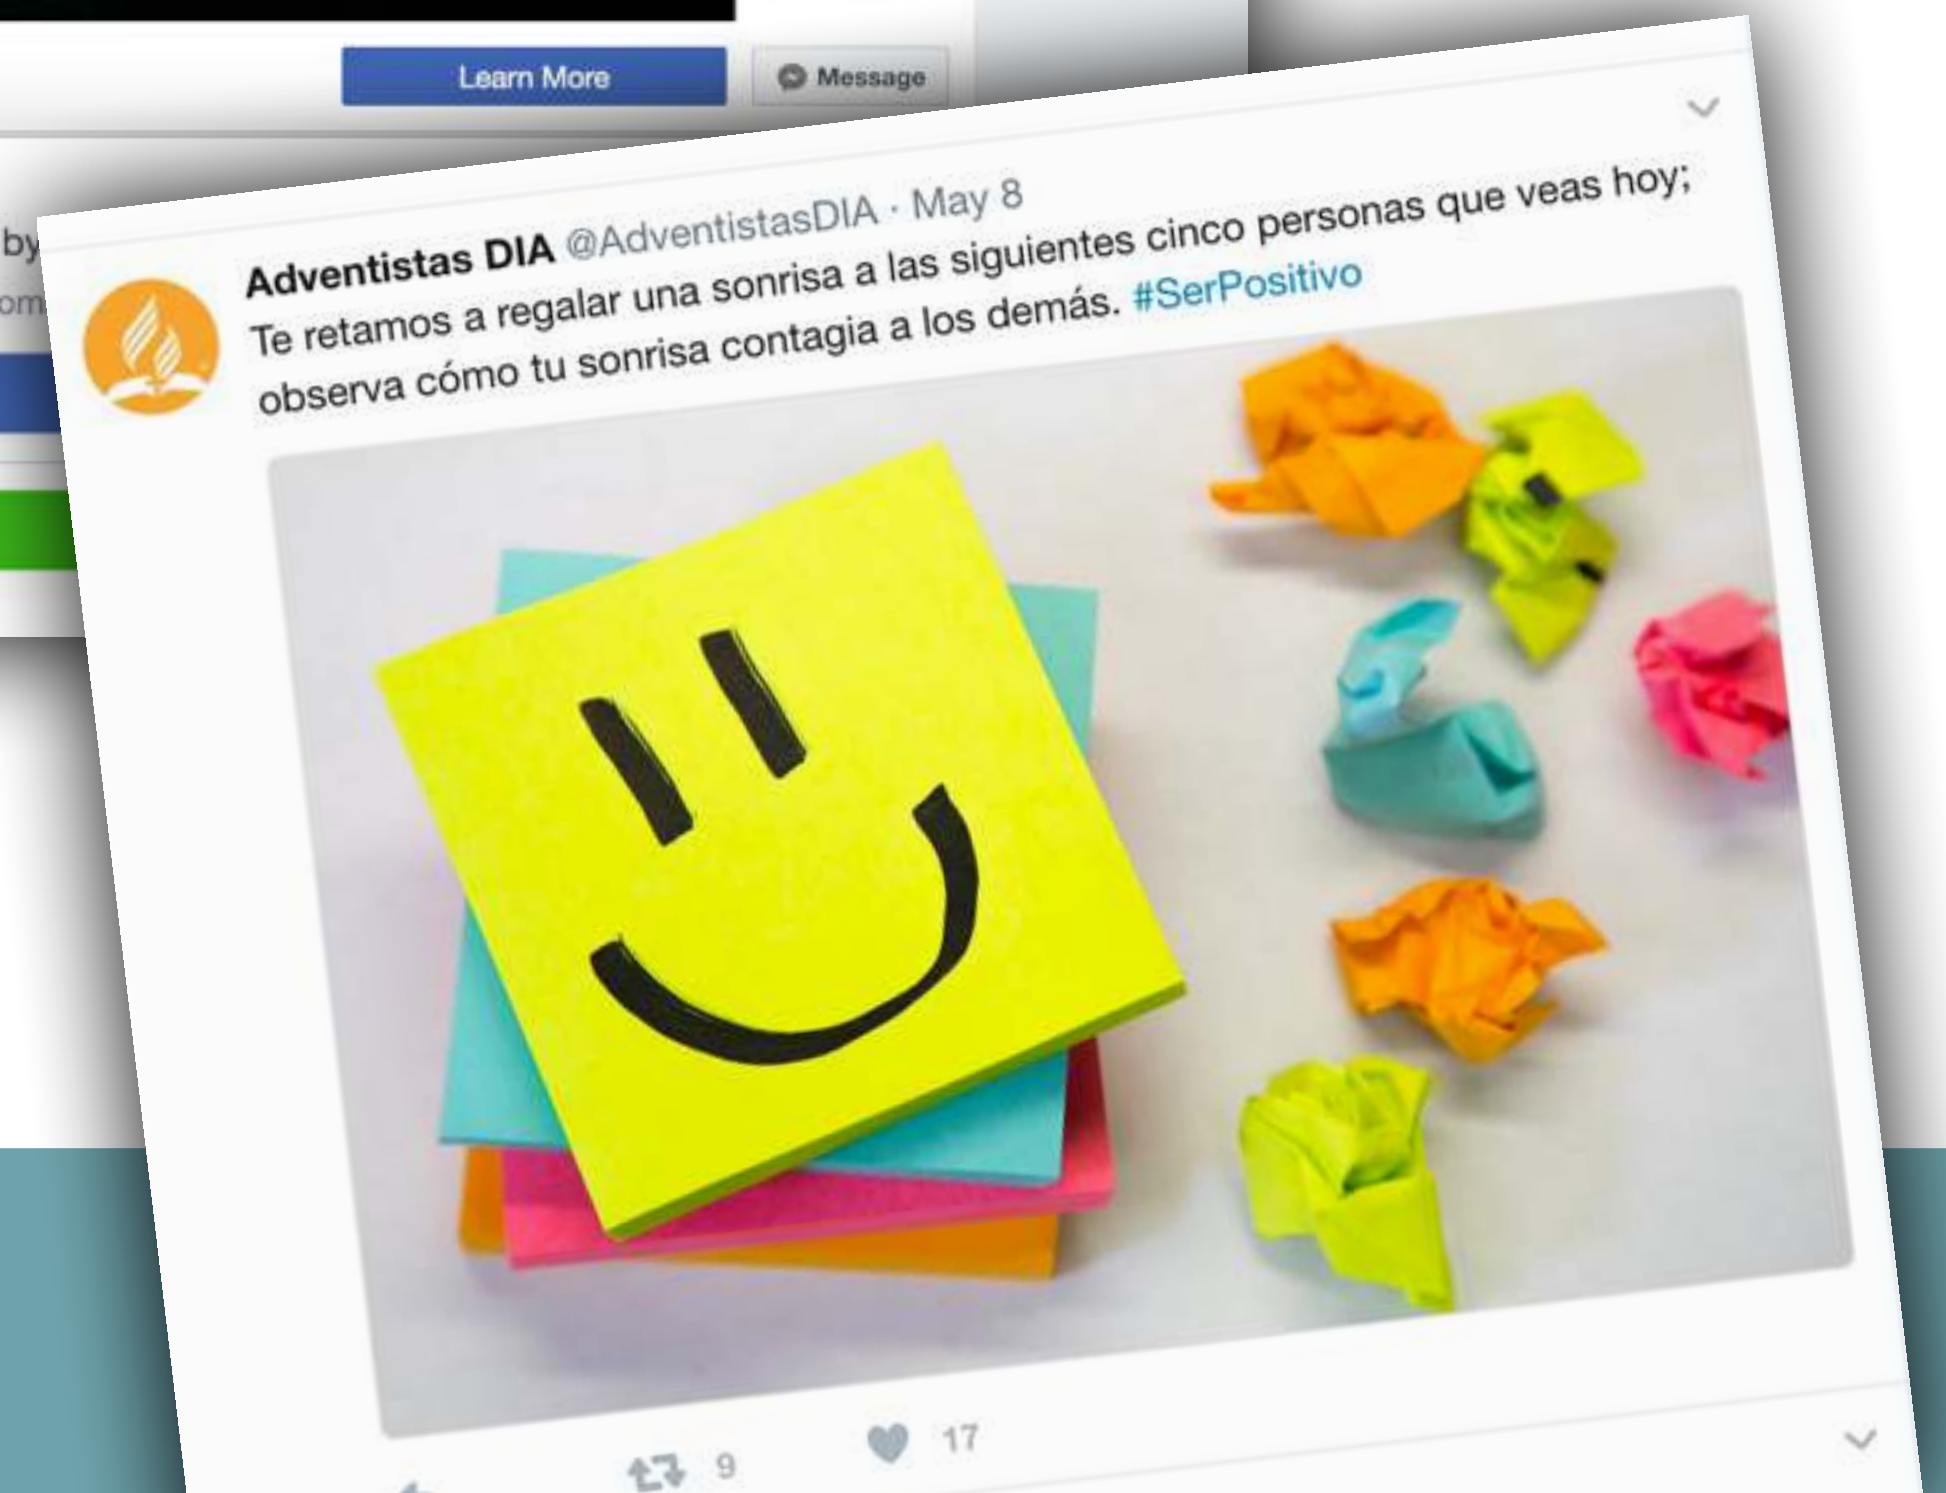 Learn More
Message
by
Adventistas DIA @AdventistasDIA · May 8
Te retamos a regalar una sonrisa a las siguientes cinco personas que veas hoy;
observa cómo tu sonrisa contagia a los demás. #SerPositivo
9
17